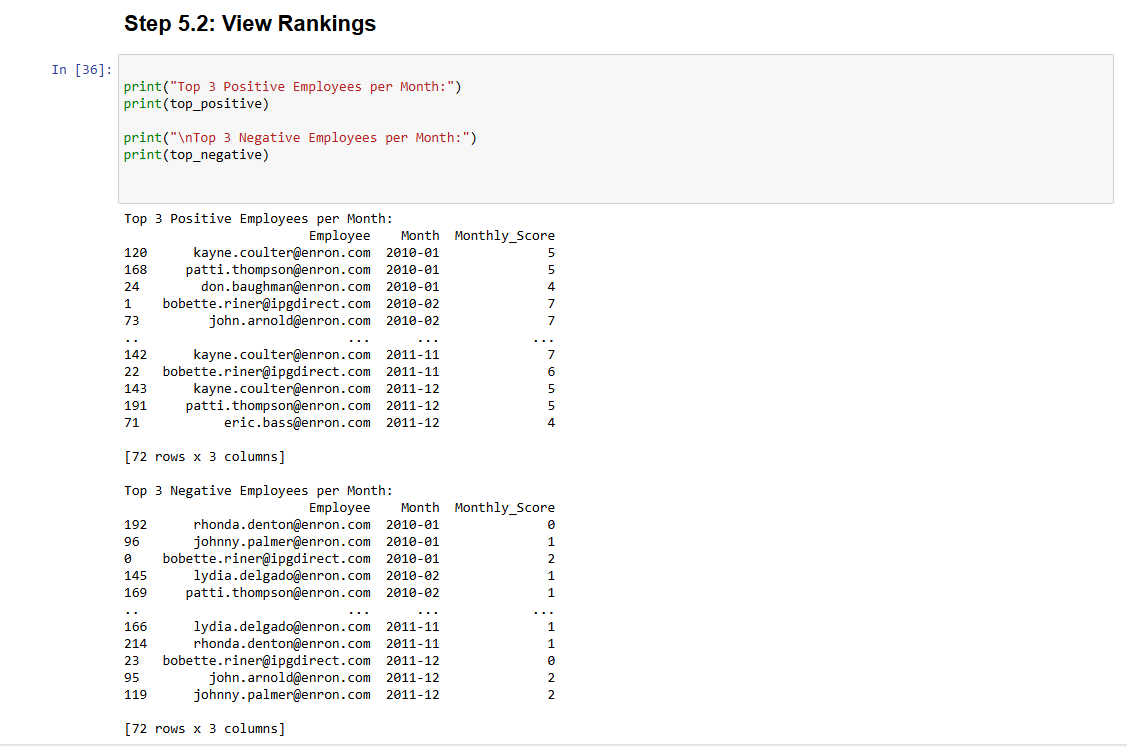 Step 5.2: View Rankings
In [36]:
print("Top 3 Positive Employees per Month:")
print(top_positive)
print("\nTop 3 Negative Employees per Month:")
print(top_negative)
Top 3 Positive Employees per Month:
Employee Month Monthly_Score
120 kayne.coulter@enron.com 2010-01 5
168 patti.thompson@enron.com 2010-01 5
24 don.baughman@enron.com 2010-01 4
1 bobette.riner@ipgdirect.com 2010-02 7
73 john.arnold@enron.com 2010-02 7
.. ... ... ...
142 kayne.coulter@enron.com 2011-11 7
22 bobette.riner@ipgdirect.com 2011-11 6
143 kayne.coulter@enron.com 2011-12 5
191 patti.thompson@enron.com 2011-12 5
71 eric.bass@enron.com 2011-12 4
[72 rows x 3 columns]
Top 3 Negative Employees per Month:
Employee Month Monthly_Score
192 rhonda.denton@enron.com 2010-01 0
96 johnny.palmer@enron.com 2010-01 1
0 bobette.riner@ipgdirect.com 2010-01 2
145 lydia.delgado@enron.com 2010-02 1
169 patti.thompson@enron.com 2010-02 1
.. ... ... ...
166 lydia.delgado@enron.com 2011-11 1
214 rhonda.denton@enron.com 2011-11 1
23 bobette.riner@ipgdirect.com 2011-12 0
95 john.arnold@enron.com 2011-12 2
119 johnny.palmer@enron.com 2011-12 2
[72 rows x 3 columns]